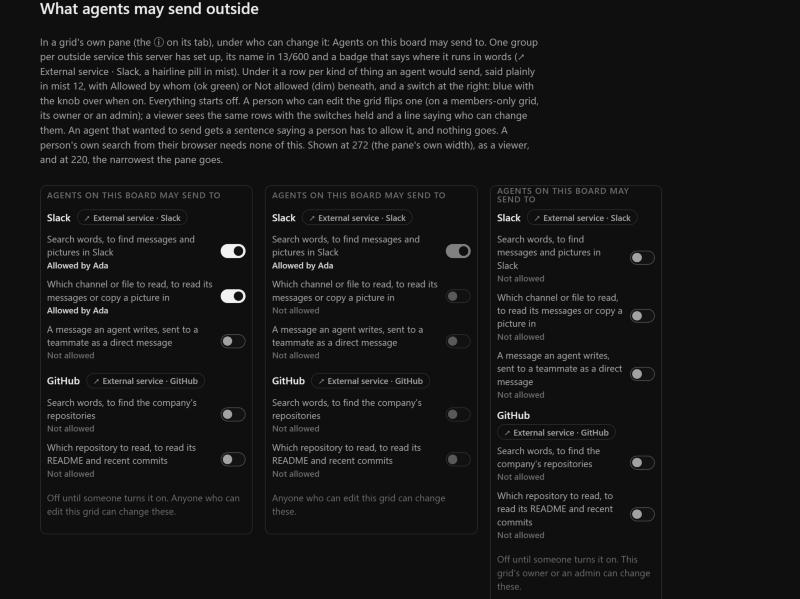 What agents may send outside
In a grid's own pane (the ⓘ on its tab), under who can change it: Agents on this board may send to. One group
per outside service this server has set up, its name in 13/600 and a badge that says where it runs in words (↗
External service · Slack, a hairline pill in mist). Under it a row per kind of thing an agent would send, said plainly
in mist 12, with Allowed by whom (ok green) or Not allowed (dim) beneath, and a switch at the right: blue with
the knob over when on. Everything starts off. A person who can edit the grid flips one (on a members-only grid,
its owner or an admin); a viewer sees the same rows with the switches held and a line saying who can change
them. An agent that wanted to send gets a sentence saying a person has to allow it, and nothing goes. A
person's own search from their browser needs none of this. Shown at 272 (the pane's own width), as a viewer,
and at 220, the narrowest the pane goes.
AGENTS ON THIS BOARD MAY SEND TO
Slack ↗ External service · Slack
Search words, to find messages and
pictures in Slack
Allowed by Ada
Which channel or file to read, to read its
messages or copy a picture in
Allowed by Ada
A message an agent writes, sent to a
teammate as a direct message
Not allowed
GitHub ↗ External service · GitHub
Search words, to find the company's
repositories
Not allowed
Which repository to read, to read its
README and recent commits
Not allowed
Off until someone turns it on. Anyone who can
edit this grid can change these.
AGENTS ON THIS BOARD MAY SEND TO
Slack ↗ External service · Slack
Search words, to find messages and
pictures in Slack
Allowed by Ada
Which channel or file to read, to read its
messages or copy a picture in
Not allowed
A message an agent writes, sent to a
teammate as a direct message
Not allowed
GitHub ↗ External service · GitHub
Search words, to find the company's
repositories
Not allowed
Which repository to read, to read its
README and recent commits
Not allowed
Anyone who can edit this grid can change
these.
AGENTS ON THIS BOARD MAY
SEND TO
Slack ↗ External service · Slack
Search words, to find
messages and pictures in
Slack
Not allowed
Which channel or file to read,
to read its messages or copy a
picture in
Not allowed
A message an agent writes,
sent to a teammate as a direct
message
Not allowed
GitHub
↗ External service · GitHub
Search words, to find the
company's repositories
Not allowed
Which repository to read, to
read its README and recent
commits
Not allowed
Off until someone turns it on. This
grid's owner or an admin can change
these.